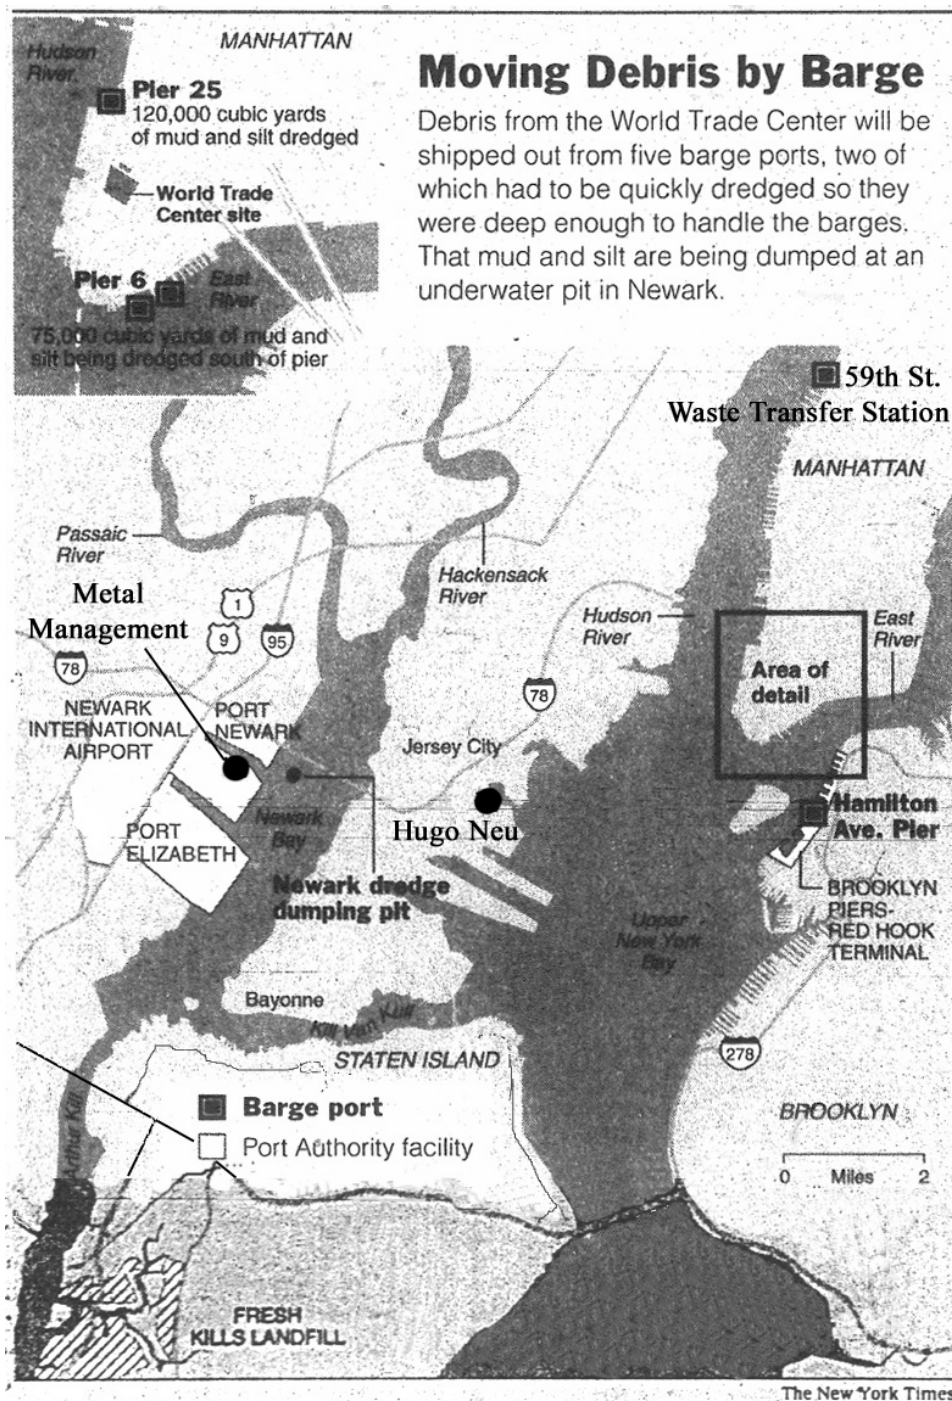 Moving Debris by Barge
Debris from the World Trade Center will be
shipped out from five barge ports, two of
which had to be quickly dredged so they
were deep enough to handle the barges.
That mud and silt are being dumped at an
underwater pit in Newark.
MANHATTAN
Hudson
River
Pier 25
120,000 cubic yards
of mud and silt dredged
World Trade
Center site
Pier 6
East
River
75,000 cubic yards of mud and
silt being dredged south of pier
59th St.
Waste Transfer Station
MANHATTAN
Passaic
River
Hackensack
River
Metal
Management
1
9
95
78
Hudson
River
East
River
Area of
detail
78
NEWARK
INTERNATIONAL
AIRPORT
PORT
NEWARK
Jersey City
Hugo Neu
Hamilton
Ave. Pier
Newark
Bay
PORT
ELIZABETH
Newark dredge
dumping pit
BROOKLYN
PIERS-
RED HOOK
TERMINAL
Upper
New York
Bay
Bayonne
Kill Van Kull
STATEN ISLAND
278
Barge port
Port Authority facility
BROOKLYN
0 Miles 2
Arthur Kill
FRESH
KILLS LANDFILL
The New York Times